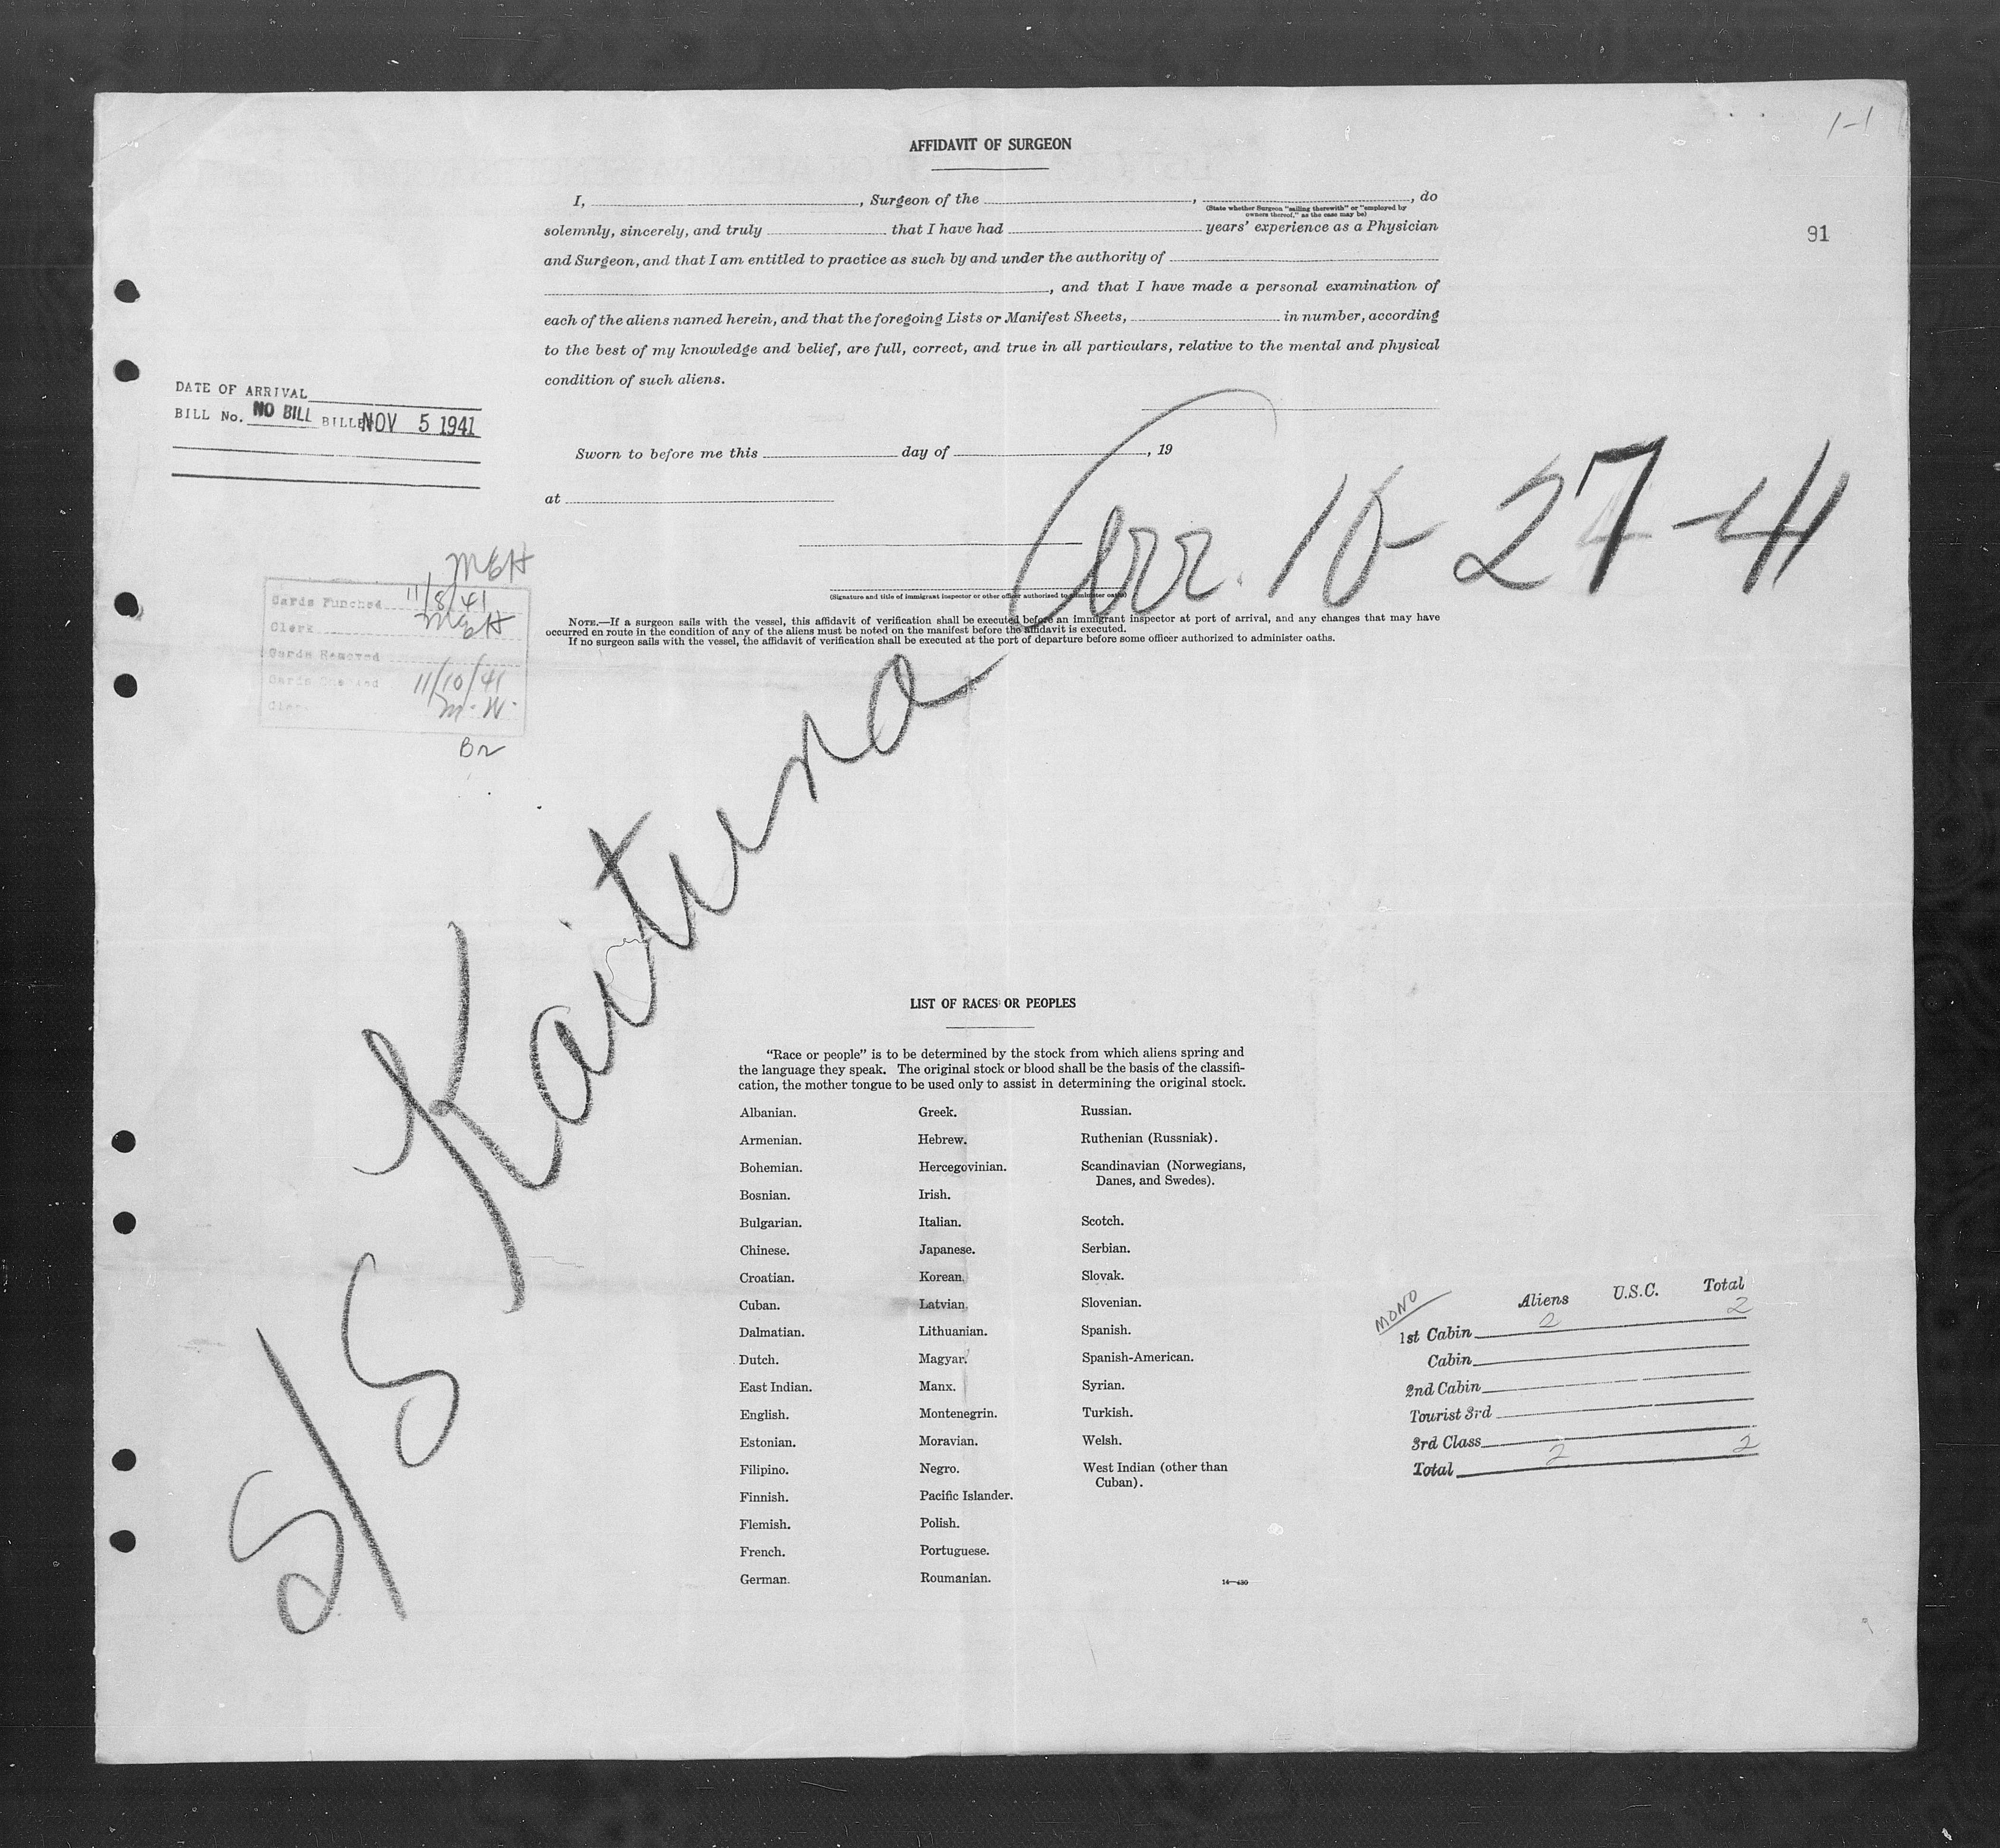 1-1
AFFIDAVIT OF SURGEON
I, , Surgeon of the , , do
(State whether Surgeon "sailing therewith" or "employed by
owners thereof," as the case may be)
solemnly, sincerely, and truly that I have had years' experience as a Physician
91
and Surgeon, and that I am entitled to practice as such by and under the authority of
, and that I have made a personal examination of
each of the aliens named herein, and that the foregoing Lists or Manifest Sheets, in number, according
to the best of my knowledge and belief, are full, correct, and true in all particulars, relative to the mental and physical
condition of such aliens.
DATE OF ARRIVAL
BILL No. NO BILL BILLE NOV 5 1941
Sworn to before me this day of , 19
at
Arr. 10-27-41
(Signature and title of immigrant inspector or other officer authorized to administer oaths)
NOTE.—If a surgeon sails with the vessel, this affidavit of verification shall be executed before an immigrant inspector at port of arrival, and any changes that may have
occurred en route in the condition of any of the aliens must be noted on the manifest before the affidavit is executed.
If no surgeon sails with the vessel, the affidavit of verification shall be executed at the port of departure before some officer authorized to administer oaths.
MEH
Cards Punched 11/8/41
Clerk MEH
Cards Removed
Cards 11/10/41
Clerk M. W.
Br
S/S Kaituna
LIST OF RACES OR PEOPLES
"Race or people" is to be determined by the stock from which aliens spring and
the language they speak. The original stock or blood shall be the basis of the classifi-
cation, the mother tongue to be used only to assist in determining the original stock.
Albanian. Greek. Russian.
Armenian. Hebrew. Ruthenian (Russniak).
Bohemian. Hercegovinian. Scandinavian (Norwegians,
Danes, and Swedes).
Bosnian. Irish.
Bulgarian. Italian. Scotch.
Chinese. Japanese. Serbian.
Croatian. Korean. Slovak.
Cuban. Latvian. Slovenian.
Dalmatian. Lithuanian. Spanish.
Dutch. Magyar. Spanish-American.
East Indian. Manx. Syrian.
English. Montenegrin. Turkish.
Estonian. Moravian. Welsh.
Filipino. Negro. West Indian (other than
Cuban).
Finnish. Pacific Islander.
Flemish. Polish.
French. Portuguese.
German. Roumanian.
14—430
MONO
Aliens U.S.C. Total
1st Cabin 2 2
Cabin
2nd Cabin
Tourist 3rd
3rd Class
Total 2 2